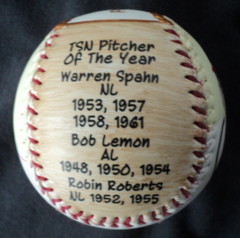 TSN Pitcher
Of The Year
Warren Spahn
NL
1953, 1957
1958, 1961
Bob Lemon
AL
1948, 1950, 1954
Robin Roberts
NL 1952, 1955